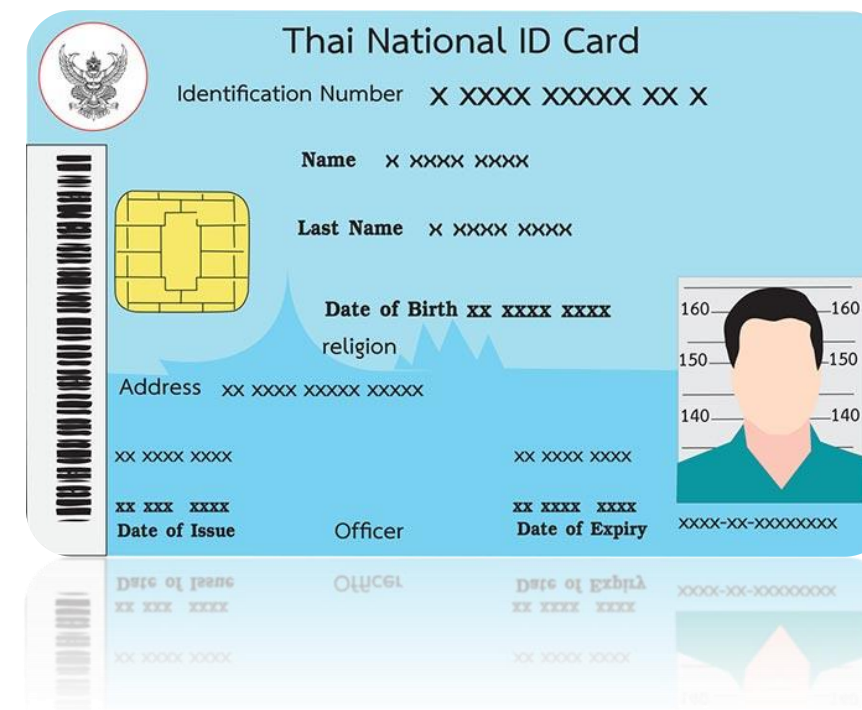 Thai National ID Card
Identification Number X XXXX XXXXX XX X
Name X XXXX XXXX
Last Name X XXXX XXXX
Date of Birth XX XXXX XXXX
religion
160 160
150 150
140 140
Address XX XXXX XXXXX XXXXX
XX XXXX XXXX XX XXXX XXXX
XX XXX XXXX XX XXXX XXXX
Date of Issue Officer Date of Expiry XXXX-XX-XXXXXXXX